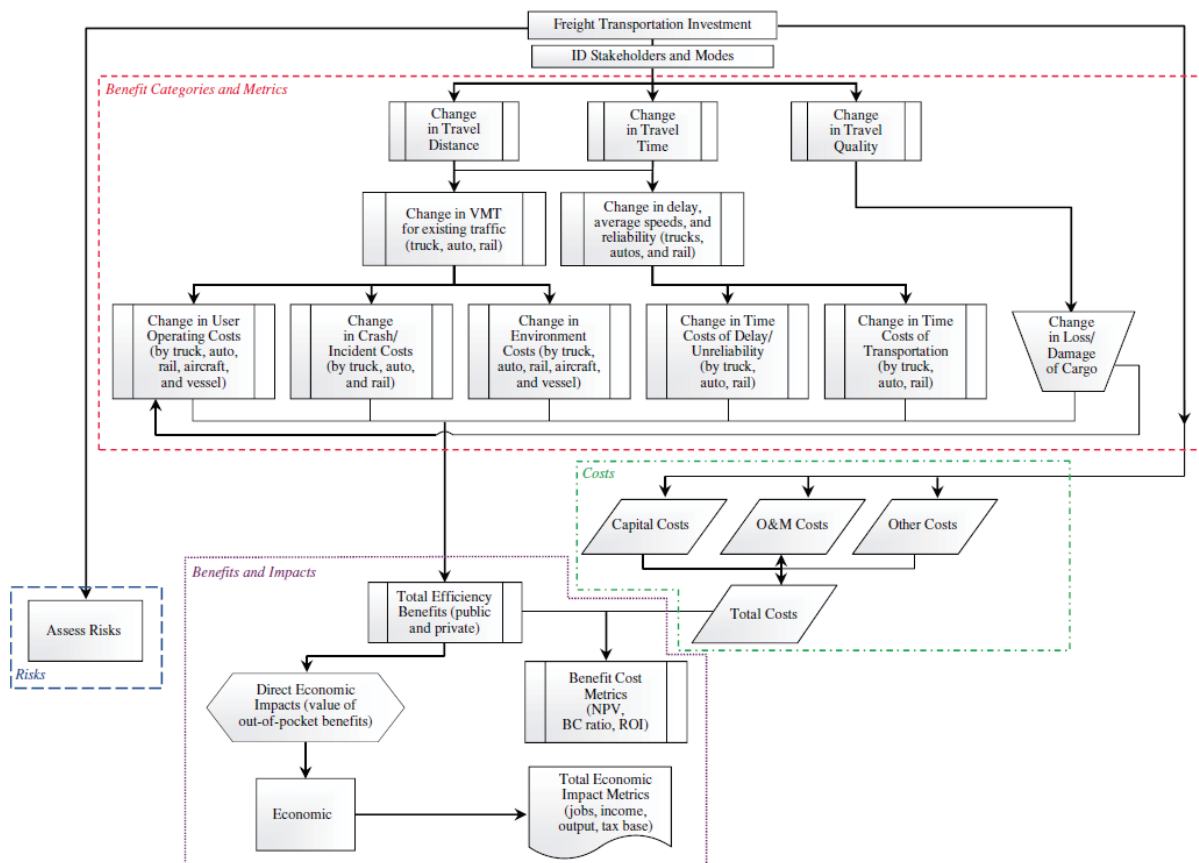 Freight Transportation Investment
ID Stakeholders and Modes
Benefit Categories and Metrics
Change
in Travel
Distance
Change
in Travel
Time
Change
in Travel
Quality
Change in VMT
for existing traffic
(truck, auto, rail)
Change in delay,
average speeds, and
reliability (trucks,
autos, and rail)
Change in User
Operating Costs
(by truck, auto,
rail, aircraft,
and vessel)
Change
in Crash/
Incident Costs
(by truck, auto,
and rail)
Change in
Environment
Costs (by truck,
auto, rail, aircraft,
and vessel)
Change in Time
Costs of Delay/
Unreliability
(by truck,
auto, rail)
Change in Time
Costs of
Transportation
(by truck,
auto, rail)
Change
in Loss/
Damage
of Cargo
Costs
Capital Costs
O&M Costs
Other Costs
Total Costs
Benefits and Impacts
Total Efficiency
Benefits (public
and private)
Assess Risks
Risks
Direct Economic
Impacts (value of
out-of-pocket benefits)
Benefit Cost
Metrics
(NPV,
BC ratio, ROI)
Economic
Total Economic
Impact Metrics
(jobs, income,
output, tax base)